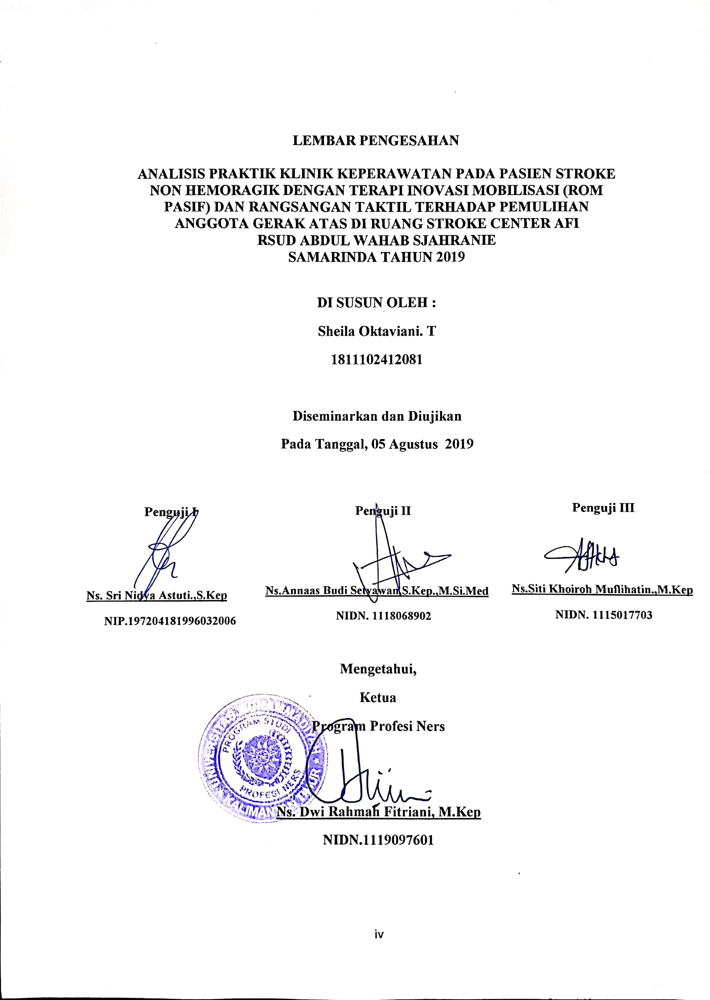 LEMBAR PENGESAHAN
ANALISIS PRAKTIK KLINIK KEPERAWATAN PADA PASIEN STROKE
NON HEMORAGIK DENGAN TERAPI INOVASI MOBILISASI (ROM
PASIF) DAN RANGSANGAN TAKTIL TERHADAP PEMULIHAN
ANGGOTA GERAK ATAS DI RUANG STROKE CENTER AFI
RSUD ABDUL WAHAB SJAHRANIE
SAMARINDA TAHUN 2019
DI SUSUN OLEH :
Sheila Oktaviani. T
1811102412081
Diseminarkan dan Diujikan
Pada Tanggal, 05 Agustus 2019
Penguji I
Ns. Sri Nidya Astuti.,S.Kep
NIP.197204181996032006
Penguji II
Ns.Annaas Budi Setyawan,S.Kep.,M.Si.Med
NIDN. 1118068902
Penguji III
Ns.Siti Khoiroh Muflihatin.,M.Kep
NIDN. 1115017703
Mengetahui,
Ketua
Program Profesi Ners
UNIVERSITAS MUHAMMADIYAH
KALIMANTAN TIMUR
PROGRAM STUDI
PROFESI NERS
Ns. Dwi Rahmah Fitriani, M.Kep
NIDN.1119097601
iv